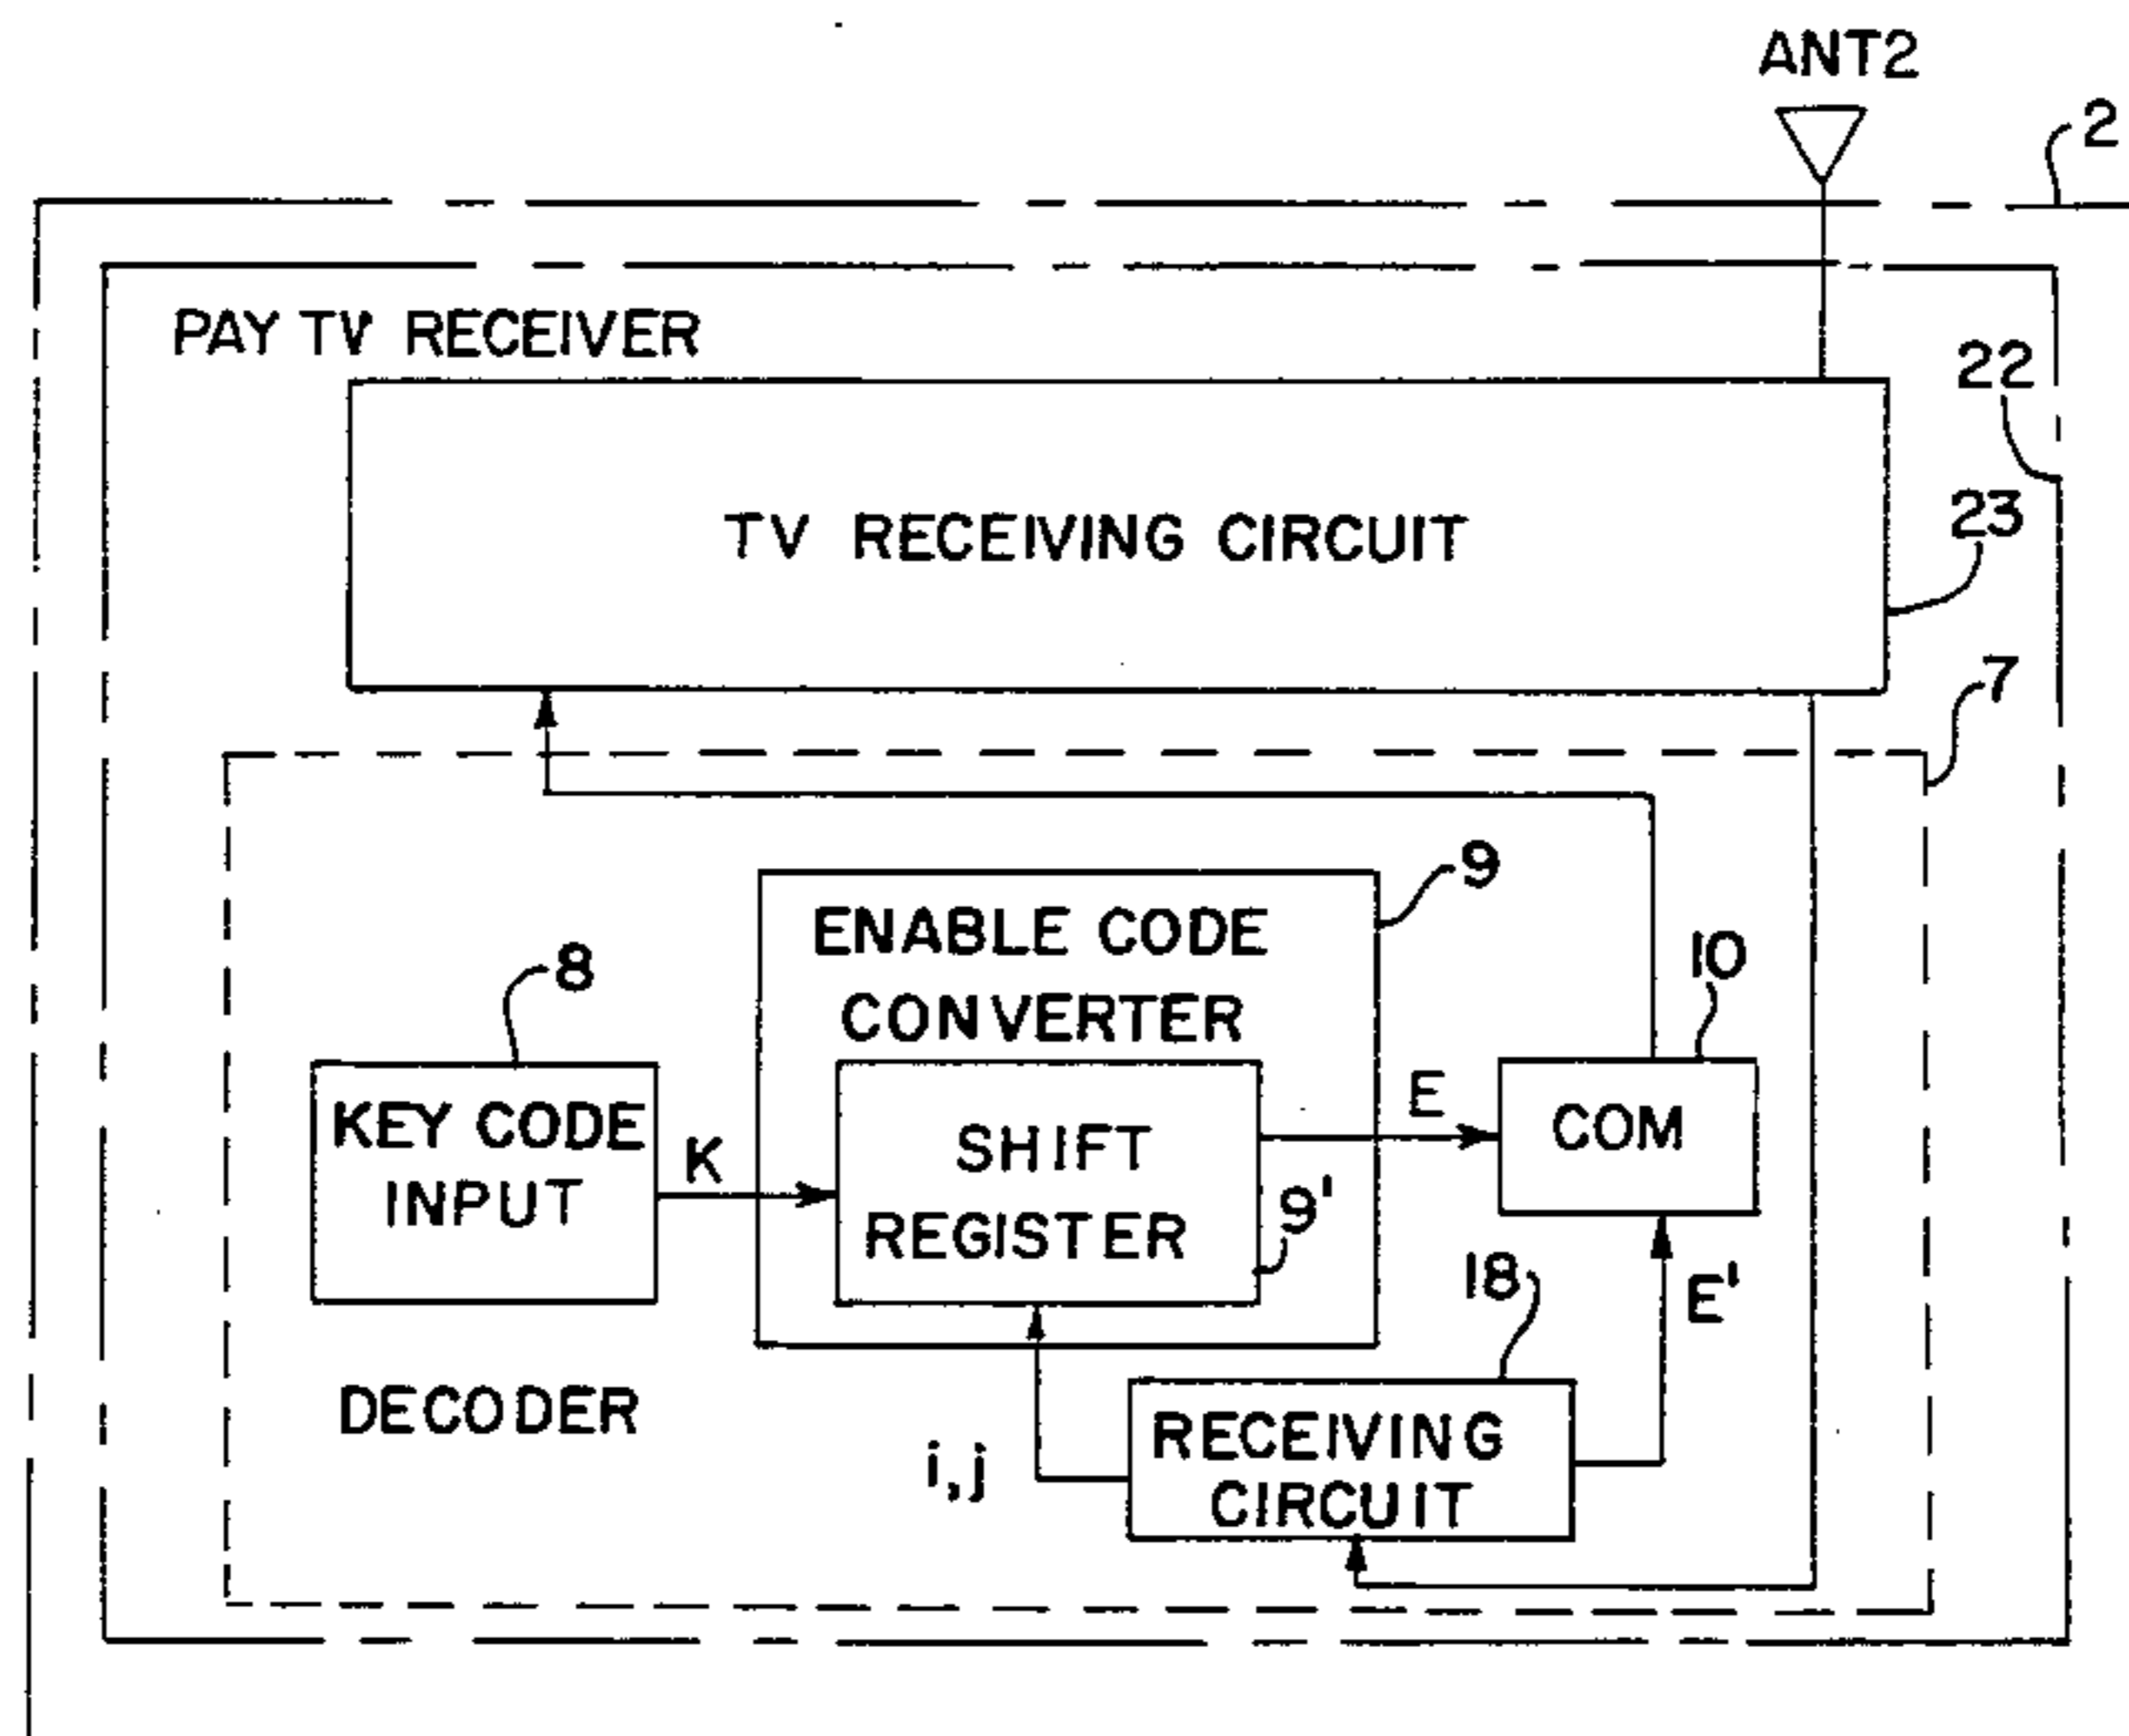 ANT2
2
PAY TV RECEIVER
22
TV RECEIVING CIRCUIT
23
7
9
ENABLE CODE
CONVERTER
8
10
KEY CODE
INPUT
K
SHIFT
REGISTER
9'
E
COM
18
E'
DECODER
i,j
RECEIVING
CIRCUIT